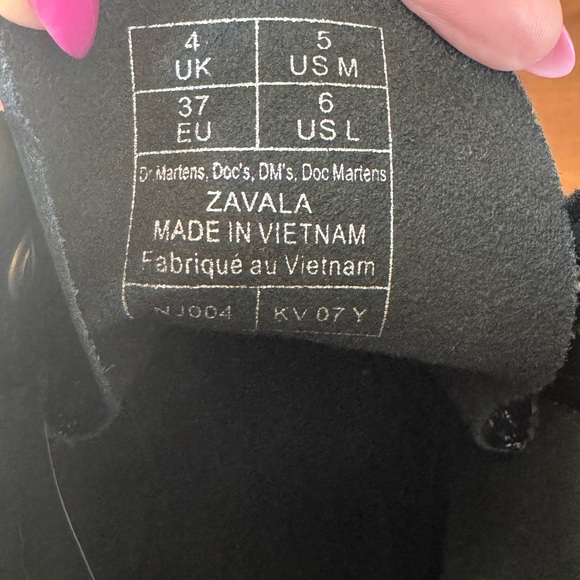 4 UK 5 US M
37 EU 6 US L
Dr. Martens, Doc's, DM's, Doc Martens
ZAVALA
MADE IN VIETNAM
Fabriqué au Vietnam
KV 07 Y